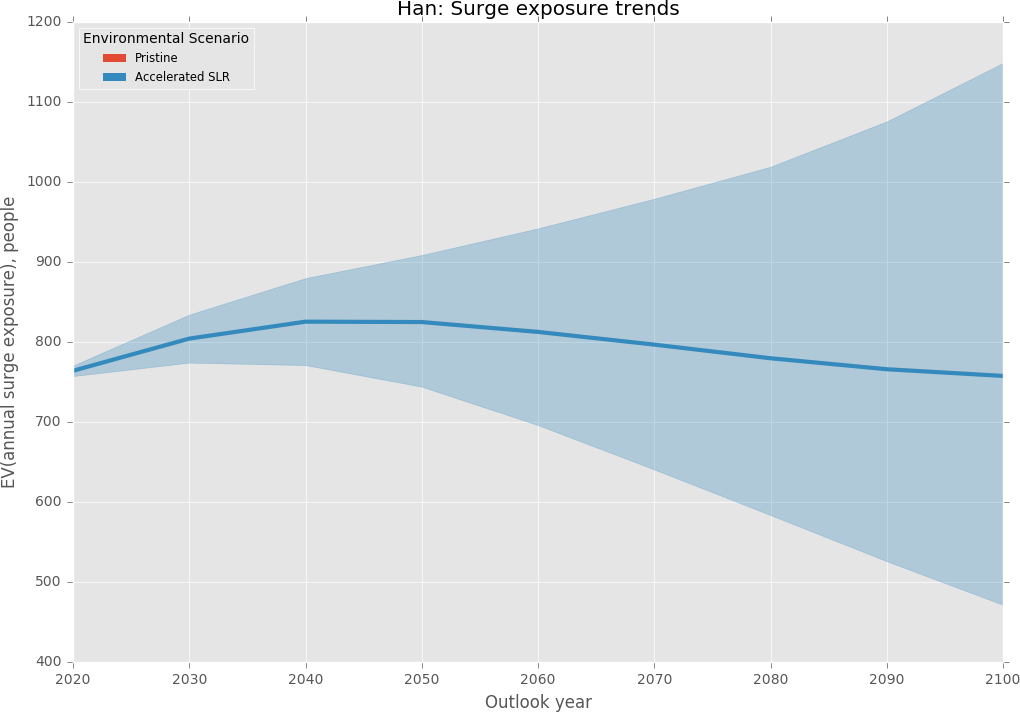 Han: Surge exposure trends
Environmental Scenario
Pristine
Accelerated SLR
EV(annual surge exposure), people
1200
1100
1000
900
800
700
600
500
400
2020 2030 2040 2050 2060 2070 2080 2090 2100
Outlook year